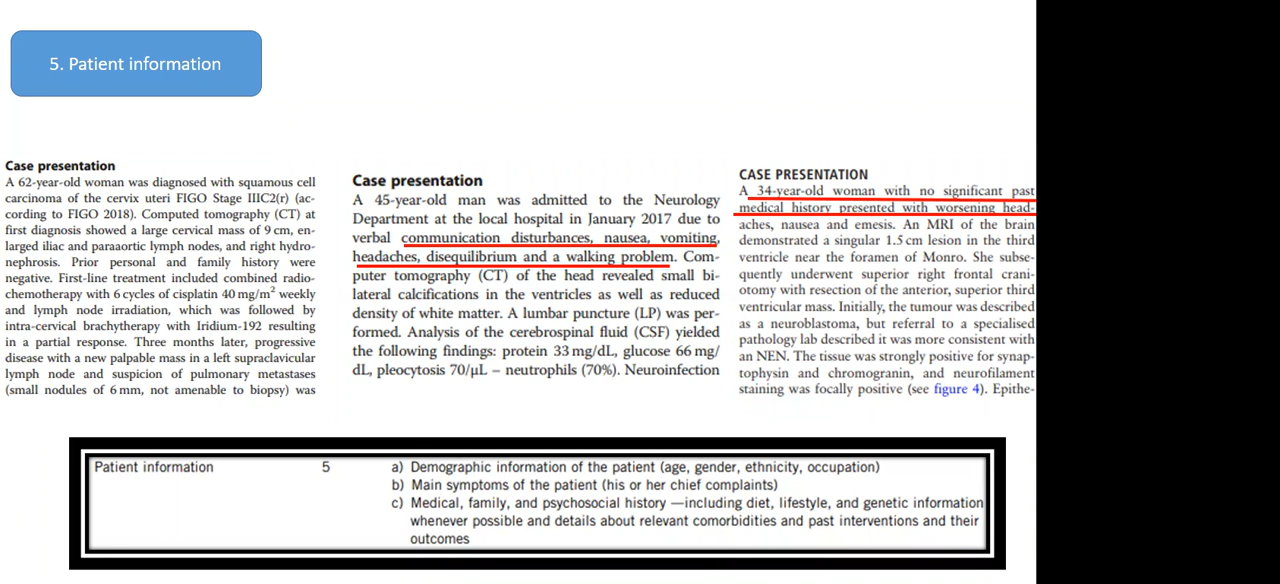 5. Patient information
Case presentation
A 62-year-old woman was diagnosed with squamous cell
carcinoma of the cervix uteri FIGO Stage IIIC2(r) (ac-
cording to FIGO 2018). Computed tomography (CT) at
first diagnosis showed a large cervical mass of 9 cm, en-
larged iliac and paraaortic lymph nodes, and right hydro-
nephrosis. Prior personal and family history were
negative. First-line treatment included combined radio-
chemotherapy with 6 cycles of cisplatin 40 mg/m² weekly
and lymph node irradiation, which was followed by
intra-cervical brachytherapy with Iridium-192 resulting
in a partial response. Three months later, progressive
disease with a new palpable mass in a left supraclavicular
lymph node and suspicion of pulmonary metastases
(small nodules of 6 mm, not amenable to biopsy) was
Case presentation
A 45-year-old man was admitted to the Neurology
Department at the local hospital in January 2017 due to
verbal communication disturbances, nausea, vomiting,
headaches, disequilibrium and a walking problem. Com-
puter tomography (CT) of the head revealed small bi-
lateral calcifications in the ventricles as well as reduced
density of white matter. A lumbar puncture (LP) was per-
formed. Analysis of the cerebrospinal fluid (CSF) yielded
the following findings: protein 33 mg/dL, glucose 66 mg/
dL, pleocytosis 70/μL – neutrophils (70%). Neuroinfection
CASE PRESENTATION
A 34-year-old woman with no significant past
medical history presented with worsening head-
aches, nausea and emesis. An MRI of the brain
demonstrated a singular 1.5 cm lesion in the third
ventricle near the foramen of Monro. She subse-
quently underwent superior right frontal crani-
otomy with resection of the anterior, superior third
ventricular mass. Initially, the tumour was described
as a neuroblastoma, but referral to a specialised
pathology lab described it was more consistent with
an NEN. The tissue was strongly positive for synap-
tophysin and chromogranin, and neurofilament
staining was focally positive (see figure 4). Epithe-
Patient information 5 a) Demographic information of the patient (age, gender, ethnicity, occupation)
b) Main symptoms of the patient (his or her chief complaints)
c) Medical, family, and psychosocial history —including diet, lifestyle, and genetic information
whenever possible and details about relevant comorbidities and past interventions and their
outcomes